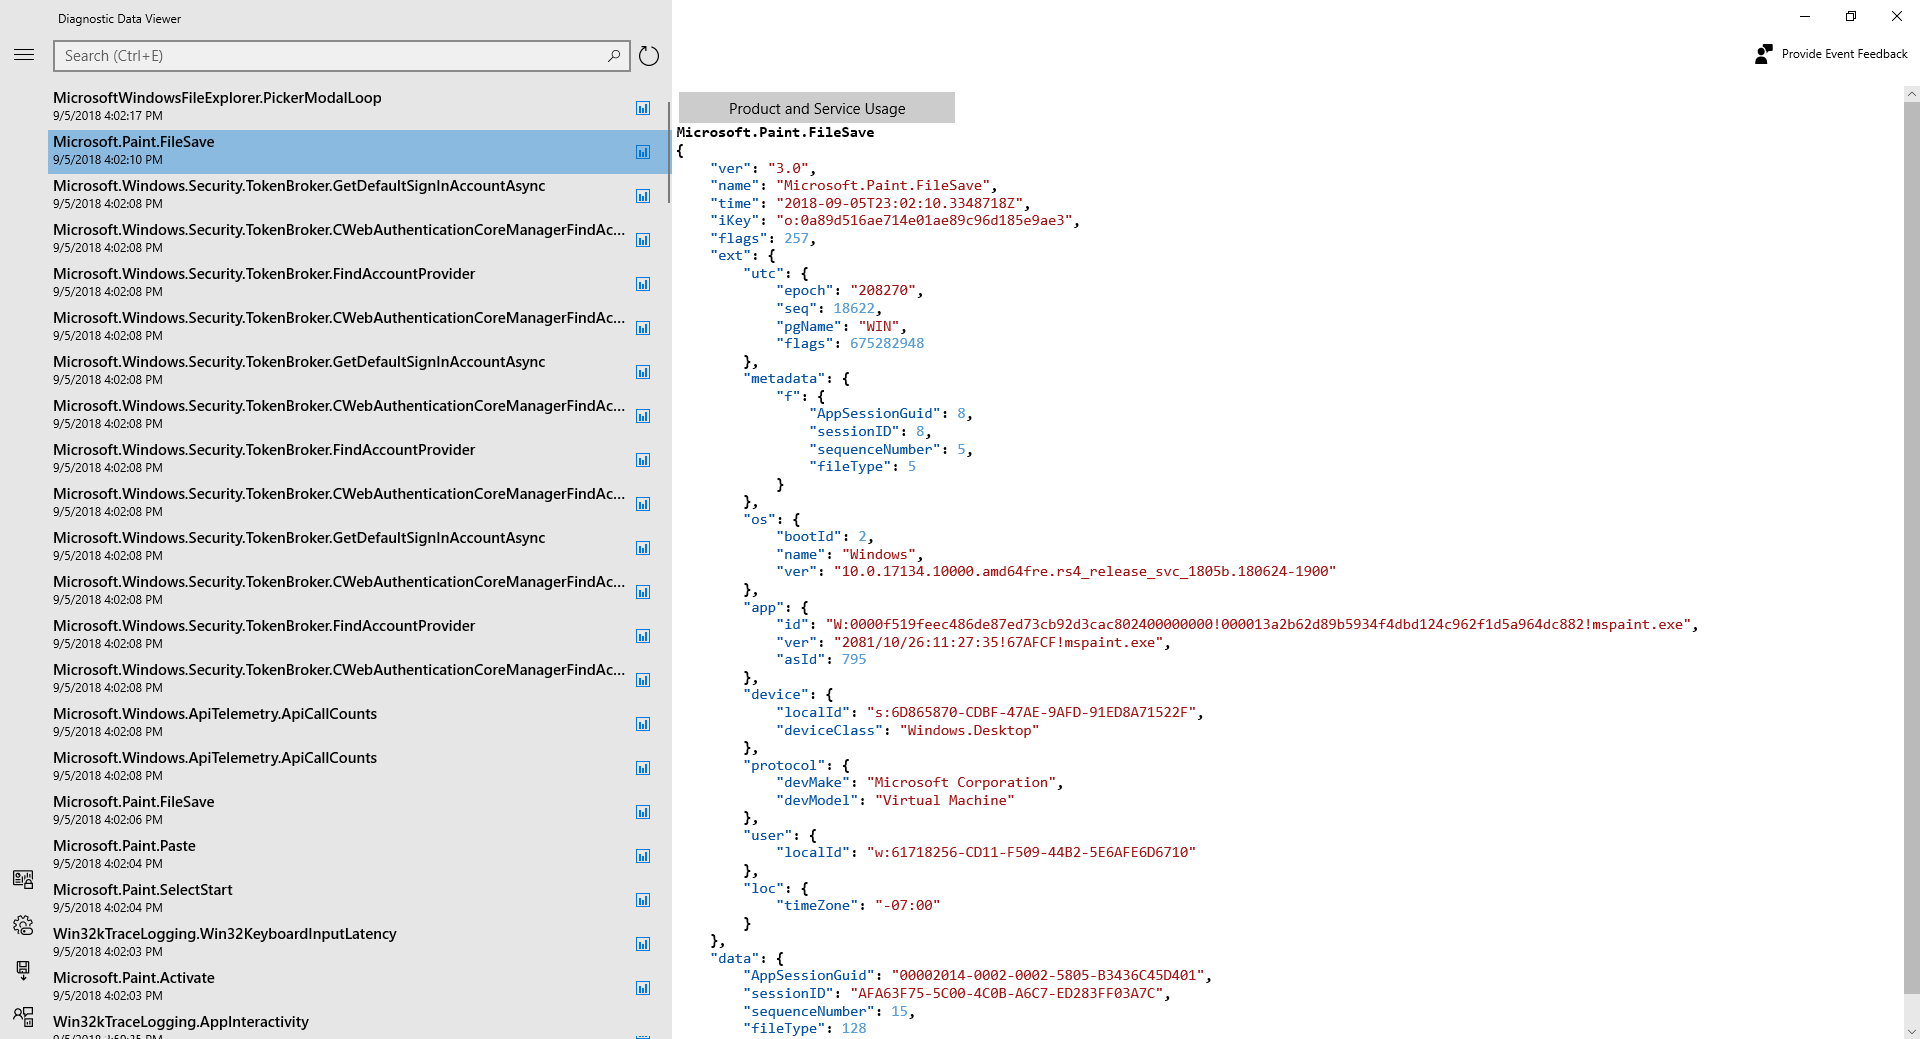 Diagnostic Data Viewer
Search (Ctrl+E)
Provide Event Feedback
MicrosoftWindowsFileExplorer.PickerModalLoop
9/5/2018 4:02:17 PM
Microsoft.Paint.FileSave
9/5/2018 4:02:10 PM
Microsoft.Windows.Security.TokenBroker.GetDefaultSignInAccountAsync
9/5/2018 4:02:08 PM
Microsoft.Windows.Security.TokenBroker.CWebAuthenticationCoreManagerFindAc...
9/5/2018 4:02:08 PM
Microsoft.Windows.Security.TokenBroker.FindAccountProvider
9/5/2018 4:02:08 PM
Microsoft.Windows.Security.TokenBroker.CWebAuthenticationCoreManagerFindAc...
9/5/2018 4:02:08 PM
Microsoft.Windows.Security.TokenBroker.GetDefaultSignInAccountAsync
9/5/2018 4:02:08 PM
Microsoft.Windows.Security.TokenBroker.CWebAuthenticationCoreManagerFindAc...
9/5/2018 4:02:08 PM
Microsoft.Windows.Security.TokenBroker.FindAccountProvider
9/5/2018 4:02:08 PM
Microsoft.Windows.Security.TokenBroker.CWebAuthenticationCoreManagerFindAc...
9/5/2018 4:02:08 PM
Microsoft.Windows.Security.TokenBroker.GetDefaultSignInAccountAsync
9/5/2018 4:02:08 PM
Microsoft.Windows.Security.TokenBroker.CWebAuthenticationCoreManagerFindAc...
9/5/2018 4:02:08 PM
Microsoft.Windows.Security.TokenBroker.FindAccountProvider
9/5/2018 4:02:08 PM
Microsoft.Windows.Security.TokenBroker.CWebAuthenticationCoreManagerFindAc...
9/5/2018 4:02:08 PM
Microsoft.Windows.ApiTelemetry.ApiCallCounts
9/5/2018 4:02:08 PM
Microsoft.Windows.ApiTelemetry.ApiCallCounts
9/5/2018 4:02:08 PM
Microsoft.Paint.FileSave
9/5/2018 4:02:06 PM
Microsoft.Paint.Paste
9/5/2018 4:02:04 PM
Microsoft.Paint.SelectStart
9/5/2018 4:02:04 PM
Win32kTraceLogging.Win32KeyboardInputLatency
9/5/2018 4:02:03 PM
Microsoft.Paint.Activate
9/5/2018 4:02:03 PM
Win32kTraceLogging.AppInteractivity
Product and Service Usage
Microsoft.Paint.FileSave
{
"ver": "3.0",
"name": "Microsoft.Paint.FileSave",
"time": "2018-09-05T23:02:10.3348718Z",
"iKey": "o:0a89d516ae714e01ae89c96d185e9ae3",
"flags": 257,
"ext": {
"utc": {
"epoch": "208270",
"seq": 18622,
"pgName": "WIN",
"flags": 675282948
},
"metadata": {
"f": {
"AppSessionGuid": 8,
"sessionID": 8,
"sequenceNumber": 5,
"fileType": 5
}
},
"os": {
"bootId": 2,
"name": "Windows",
"ver": "10.0.17134.10000.amd64fre.rs4_release_svc_1805b.180624-1900"
},
"app": {
"id": "W:0000f519feec486de87ed73cb92d3cac802400000000!000013a2b62d89b5934f4dbd124c962f1d5a964dc882!mspaint.exe",
"ver": "2081/10/26:11:27:35!67AFCF!mspaint.exe",
"asId": 795
},
"device": {
"localId": "s:6D865870-CDBF-47AE-9AFD-91ED8A71522F",
"deviceClass": "Windows.Desktop"
},
"protocol": {
"devMake": "Microsoft Corporation",
"devModel": "Virtual Machine"
},
"user": {
"localId": "w:61718256-CD11-F509-44B2-5E6AFE6D6710"
},
"loc": {
"timeZone": "-07:00"
}
},
"data": {
"AppSessionGuid": "00002014-0002-0002-5805-B3436C45D401",
"sessionID": "AFA63F75-5C00-4C0B-A6C7-ED283FF03A7C",
"sequenceNumber": 15,
"fileType": 128